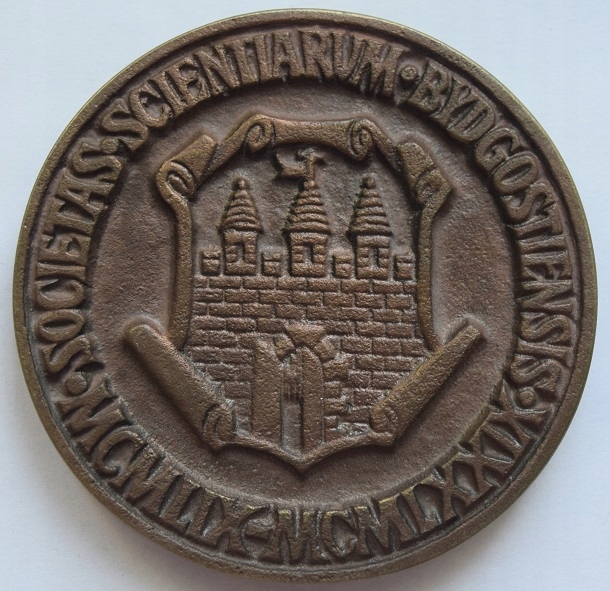 SOCIETAS·SCIENTIARUM·BYDGOSTIENSIS·
MCMLIX-MCMLXXIX·